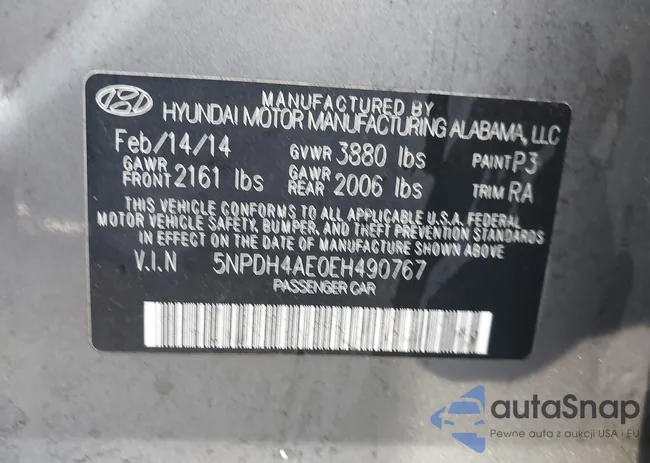 MANUFACTURED BY
HYUNDAI MOTOR MANUFACTURING ALABAMA, LLC
Feb/14/14 GVWR 3880 lbs PAINT P3
GAWR FRONT 2161 lbs GAWR REAR 2006 lbs TRIM RA
THIS VEHICLE CONFORMS TO ALL APPLICABLE U.S.A. FEDERAL
MOTOR VEHICLE SAFETY, BUMPER, AND THEFT PREVENTION STANDARDS
IN EFFECT ON THE DATE OF MANUFACTURE SHOWN ABOVE
V.I.N 5NPDH4AE0EH490767
PASSENGER CAR
autaSnap
Pewne auta z aukcji USA i EU